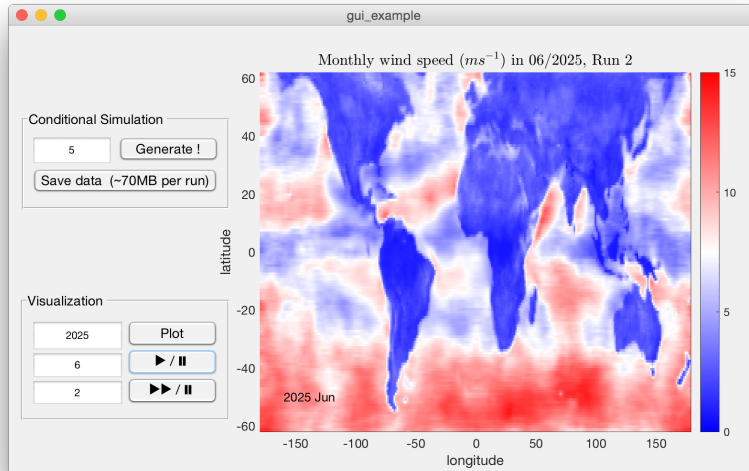 gui_example
Monthly wind speed (ms⁻¹) in 06/2025, Run 2
Conditional Simulation
5
Generate !
Save data (~70MB per run)
Visualization
2025
Plot
6
▶ / ⏸
2
▶▶ / ⏸
latitude
60
40
20
0
-20
-40
-60
2025 Jun
-150 -100 -50 0 50 100 150
longitude
15
10
5
0